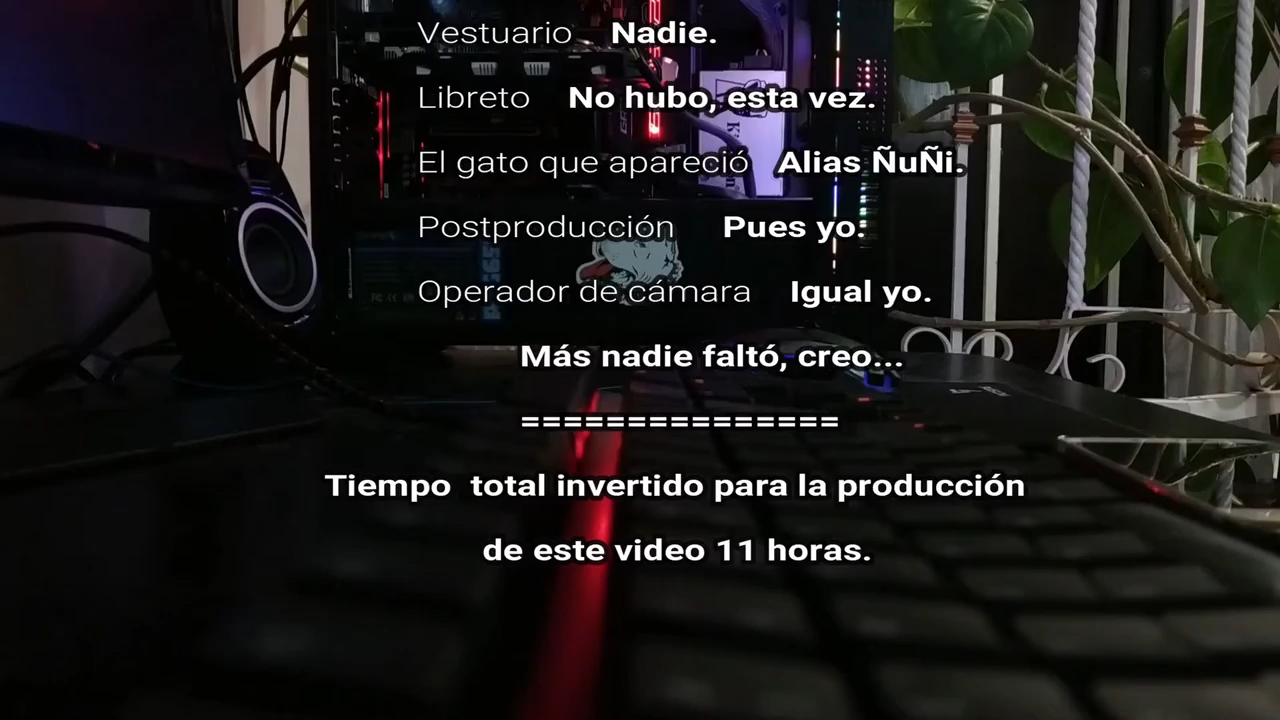 Vestuario Nadie.
Libreto No hubo, esta vez.
El gato que apareció Alias ÑuÑi.
Postproducción Pues yo.
Operador de cámara Igual yo.
Más nadie faltó, creo...
===============
Tiempo total invertido para la producción
de este video 11 horas.